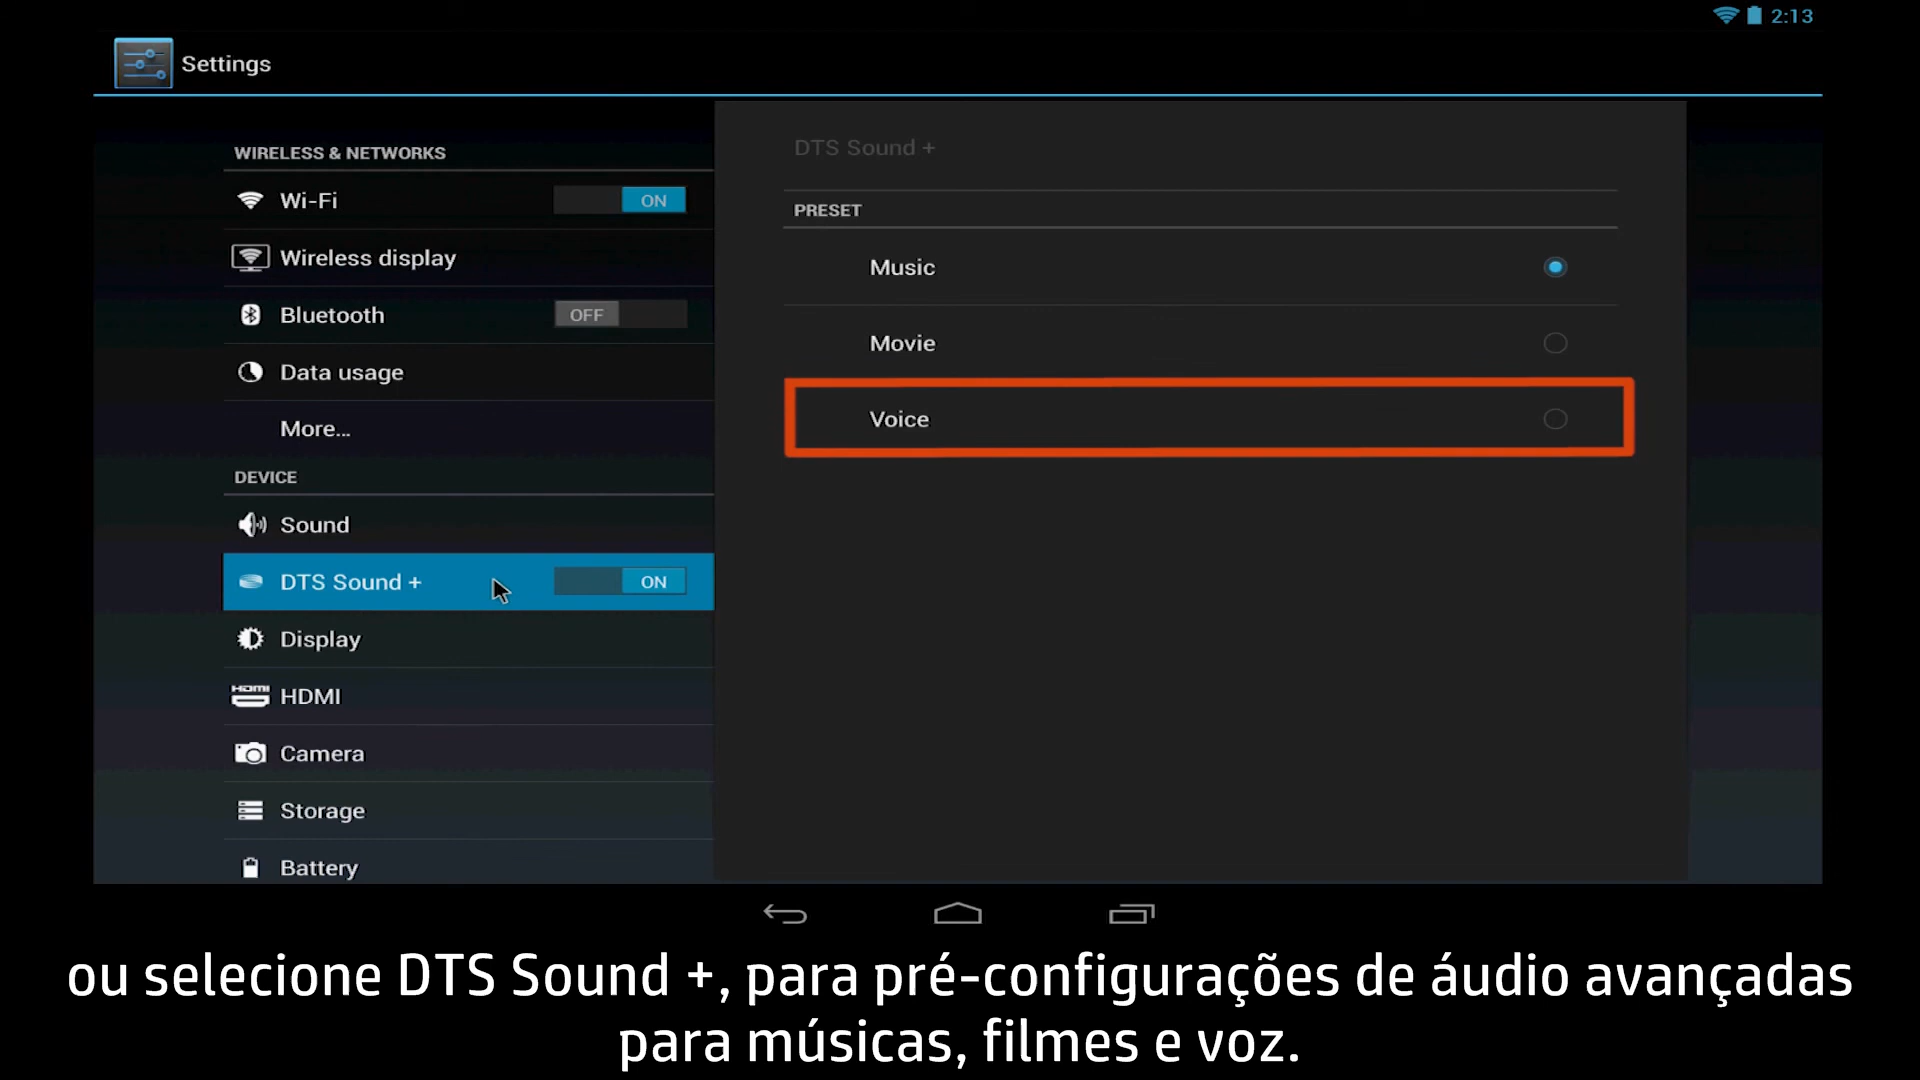 2:13
Settings
WIRELESS & NETWORKS
Wi-Fi ON
Wireless display
Bluetooth OFF
Data usage
More...
DEVICE
Sound
DTS Sound + ON
Display
HDMI HDMI
Camera
Storage
Battery
DTS Sound +
PRESET
Music
Movie
Voice
ou selecione DTS Sound +, para pré-configurações de áudio avançadas
para músicas, filmes e voz.